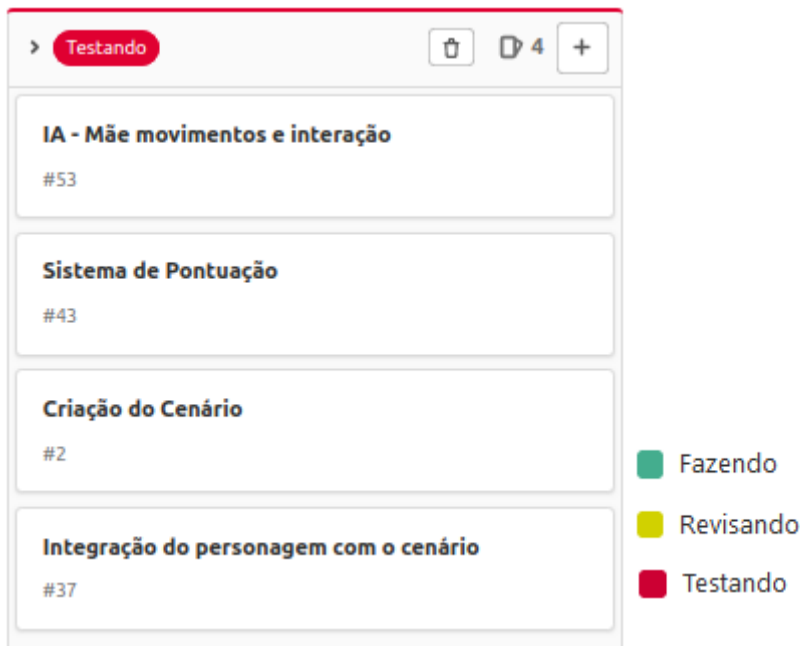 Testando 4 +
IA - Mãe movimentos e interação
#53
Sistema de Pontuação
#43
Criação do Cenário
#2
Integração do personagem com o cenário
#37
Fazendo
Revisando
Testando